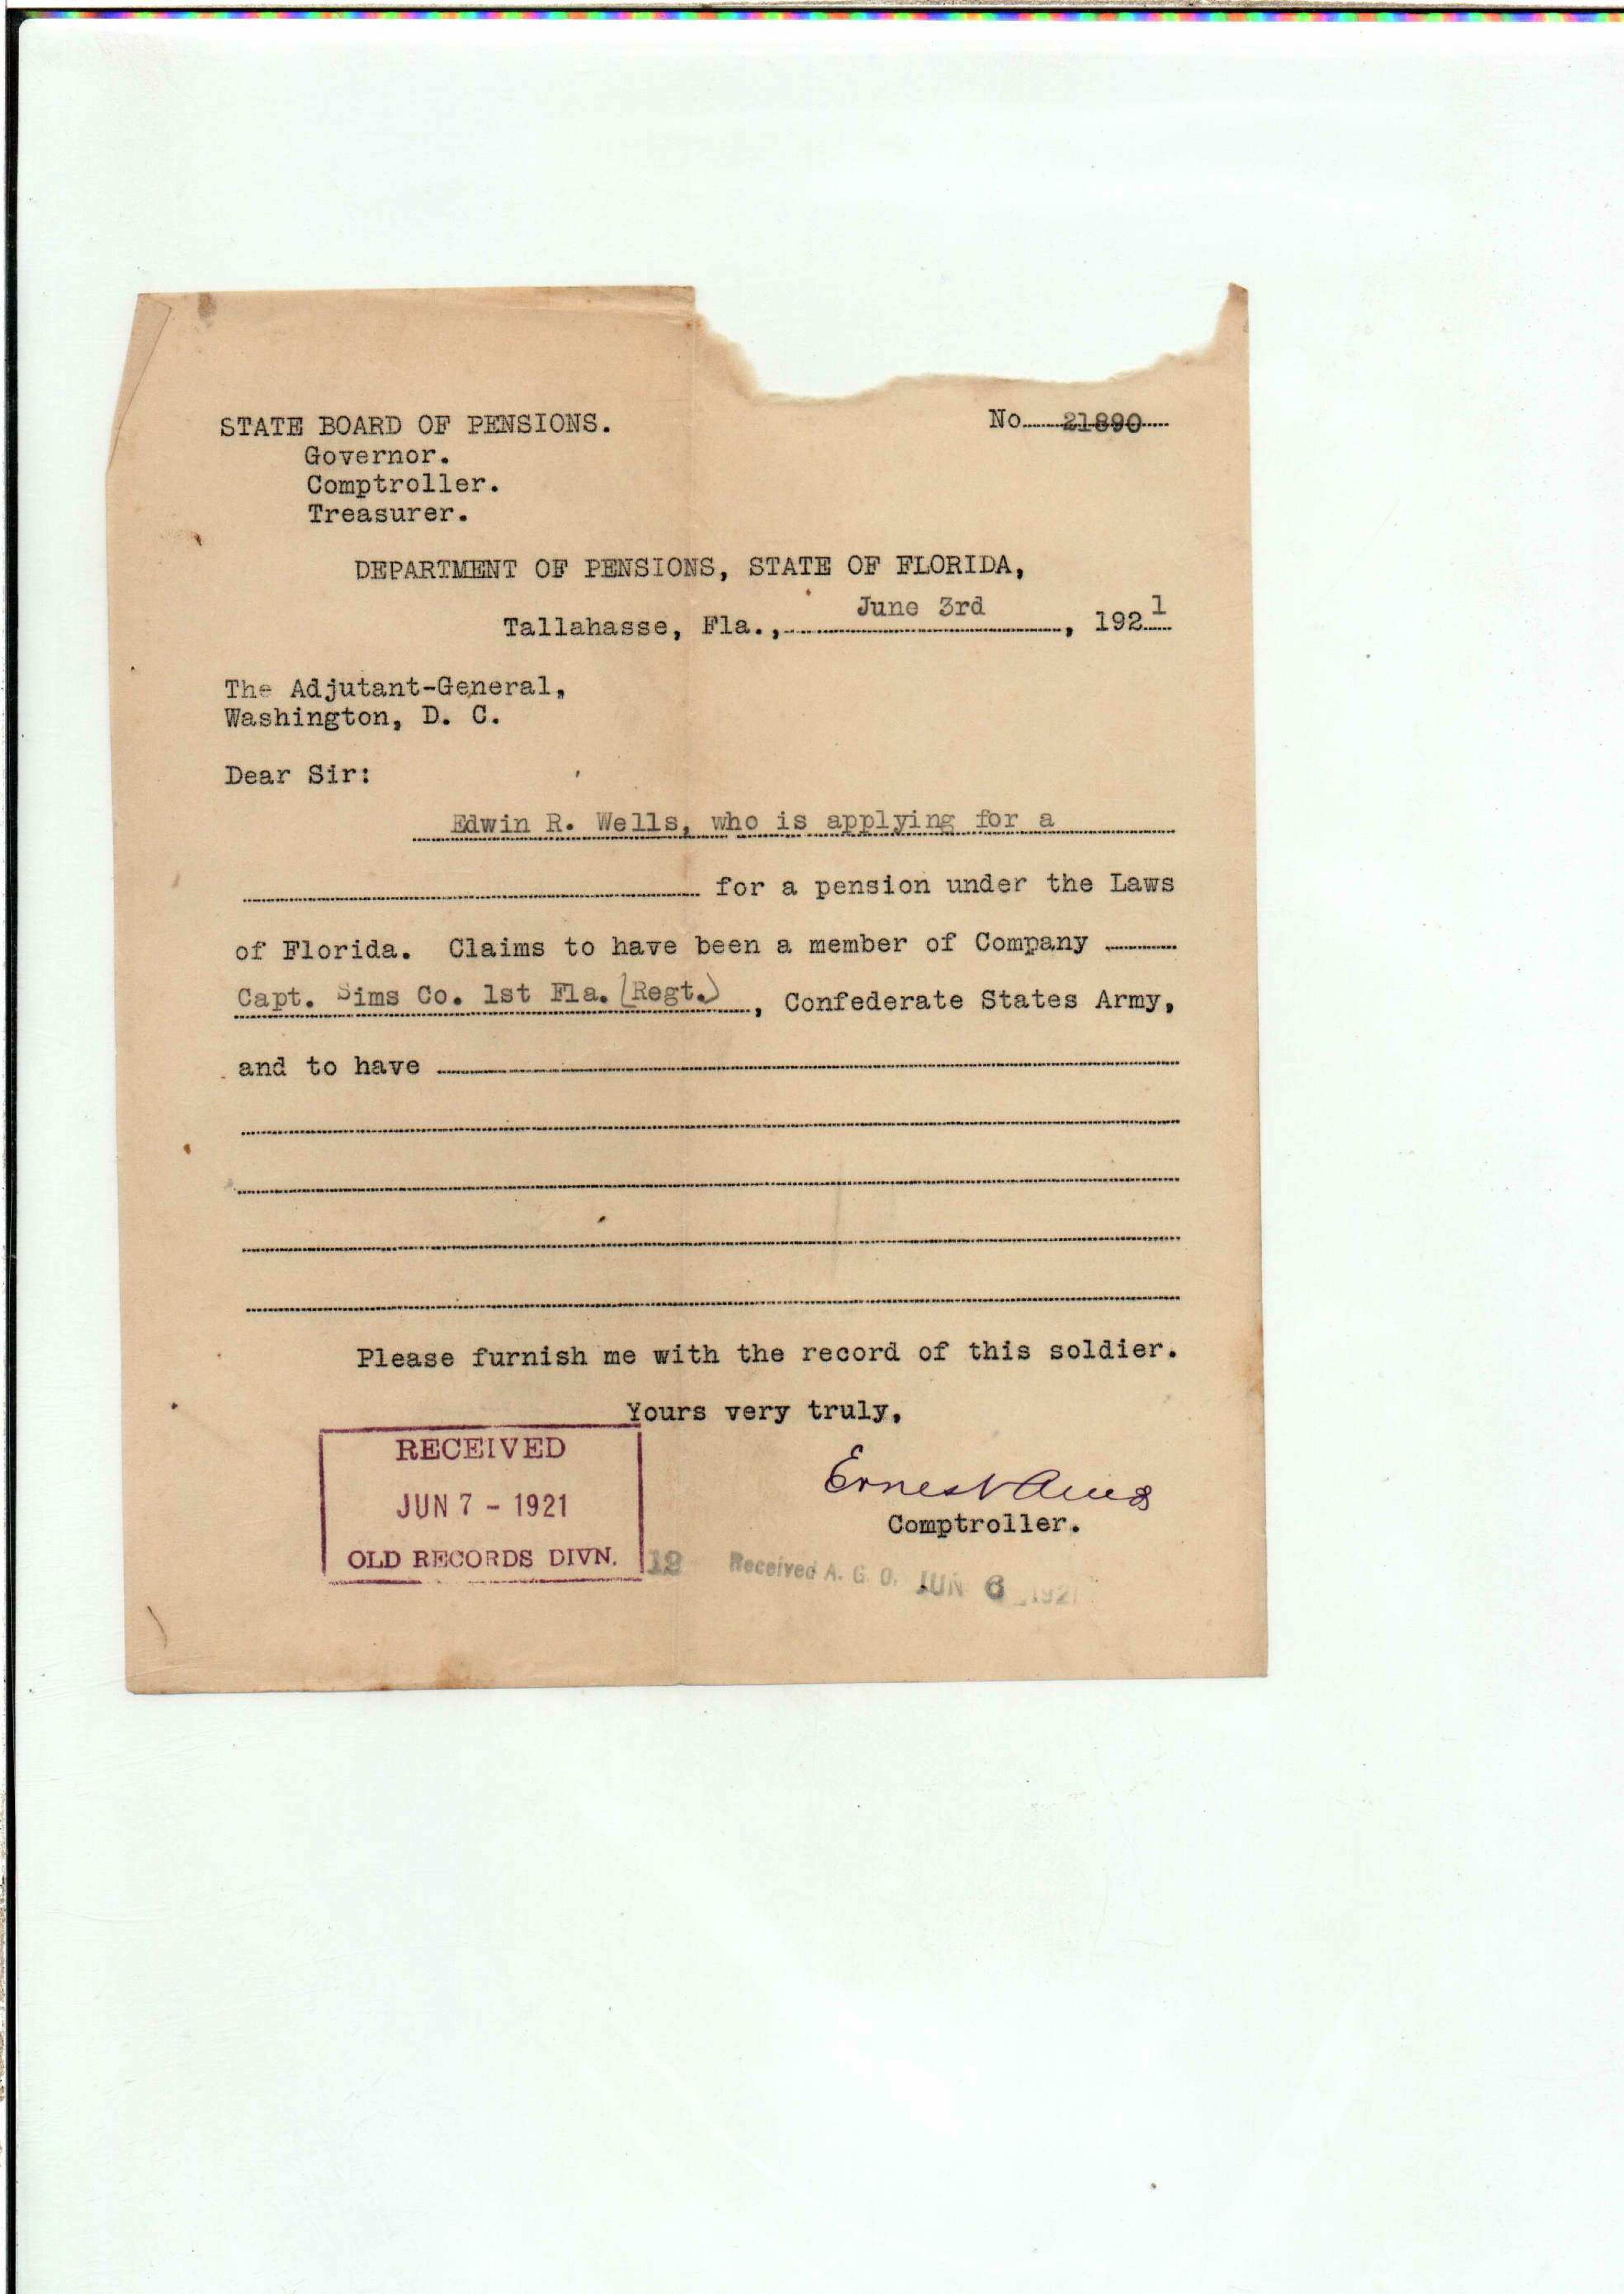 STATE BOARD OF PENSIONS.
No. 21890
Governor.
Comptroller.
Treasurer.
DEPARTMENT OF PENSIONS, STATE OF FLORIDA,
Tallahasse, Fla., June 3rd, 1921
The Adjutant-General,
Washington, D. C.
Dear Sir:
Edwin R. Wells, who is applying for a
for a pension under the Laws
of Florida. Claims to have been a member of Company
Capt. Sims Co. 1st Fla. (Regt.), Confederate States Army,
and to have
Please furnish me with the record of this soldier.
Yours very truly,
Ernest Amos
Comptroller.
RECEIVED
JUN 7 - 1921
OLD RECORDS DIVN.
12 Received A. G. O. JUN 6 1921